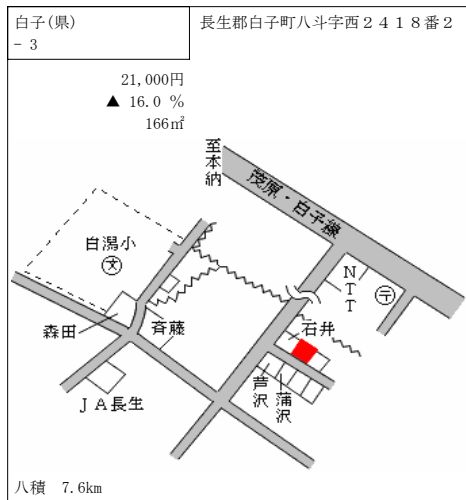 白子(県)
- 3
長生郡白子町八斗字西２４１８番２
21,000円
▲ 16.0 %
166㎡
至本納
茂原・白子線
白潟小
文
NTT
〒
森田
斉藤
石井
JA長生
芦沢
蒲沢
八積 7.6km